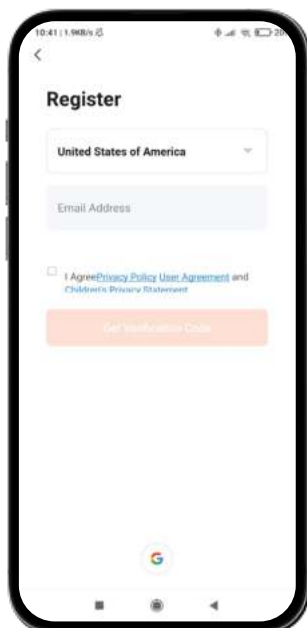 10:41 | 1.9KB/s
20
Register
United States of America
Email Address
I AgreePrivacy Policy User Agreement and
Children's Privacy Statement
Get Verification Code
G